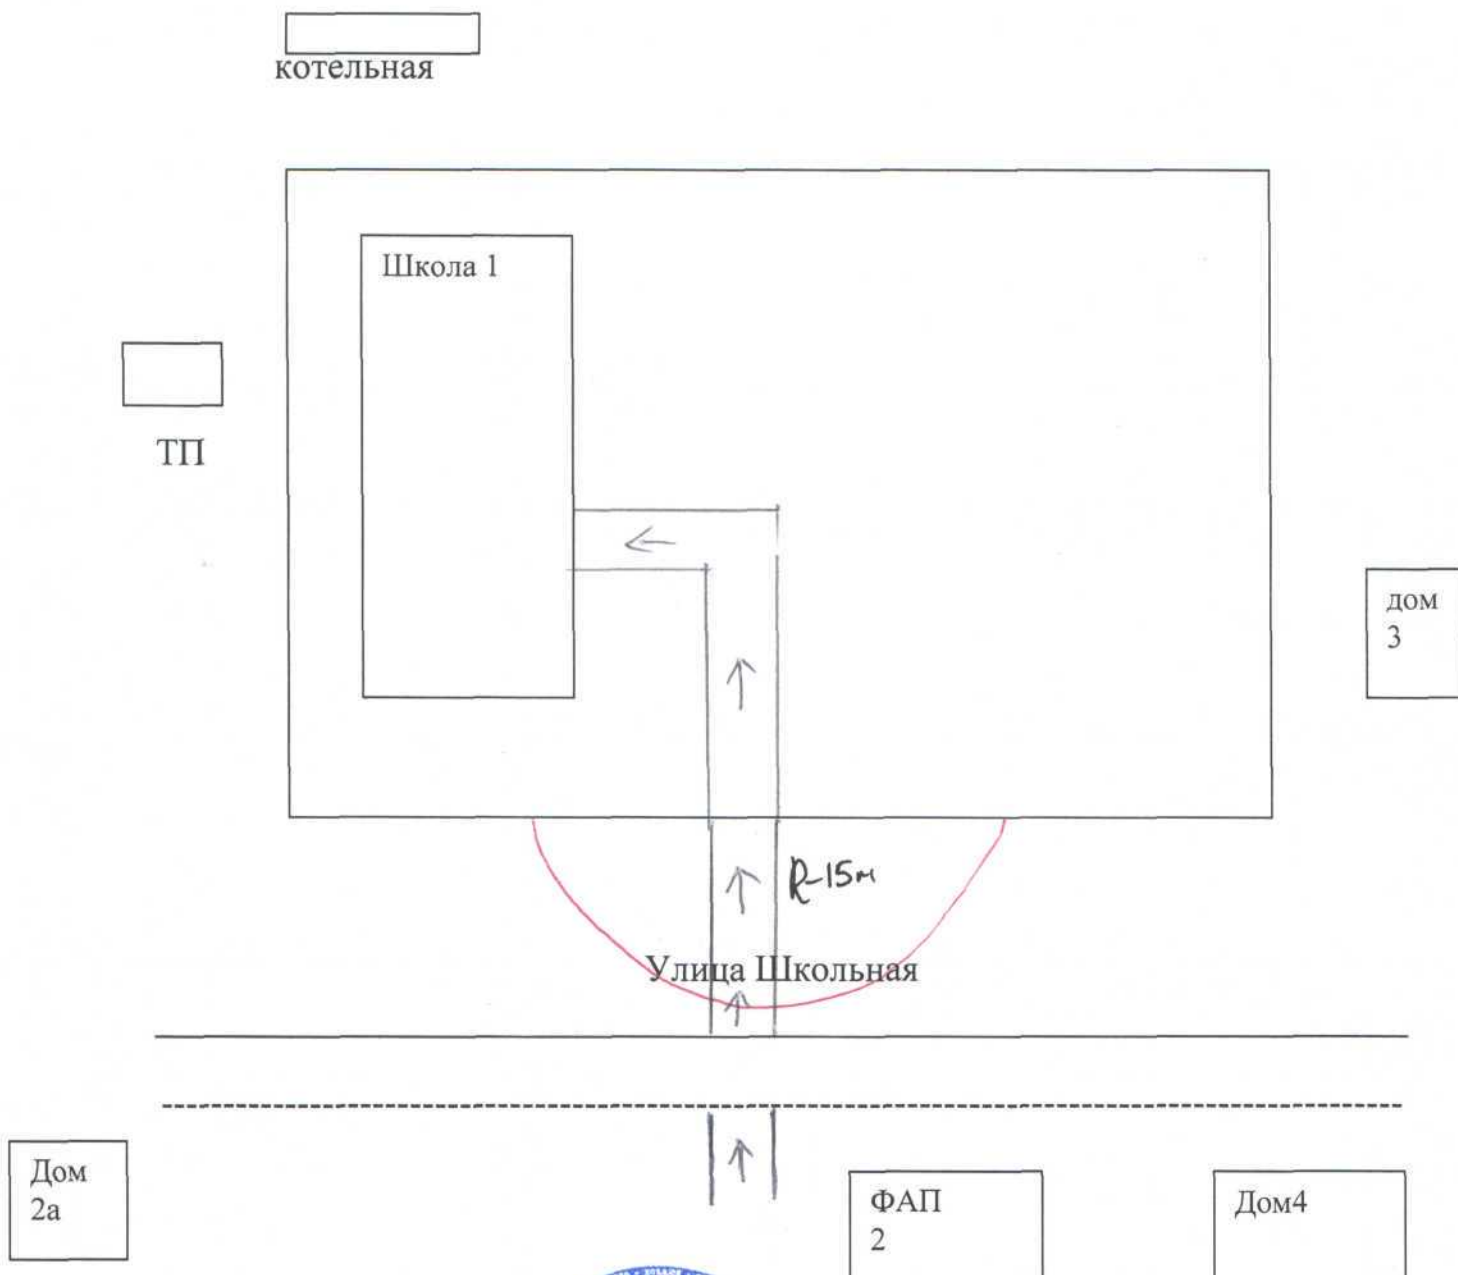 котельная
Школа 1
ТП
дом
3
R-15м
Улица Школьная
Дом
2а
ФАП
2
Дом4